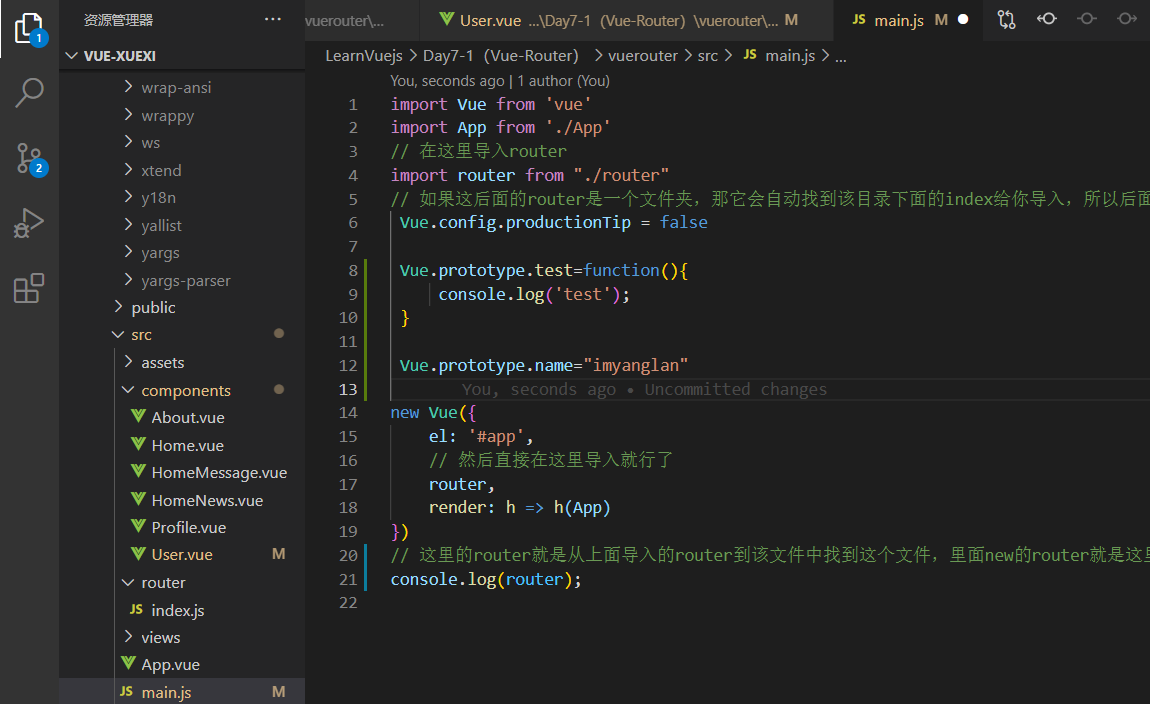 资源管理器
···
vuerouter\...
User.vue ...\Day7-1 (Vue-Router) \vuerouter\... M
JS main.js M
1
VUE-XUEXI
LearnVuejs > Day7-1 (Vue-Router) > vuerouter > src > JS main.js > ...
wrap-ansi
wrappy
ws
xtend
y18n
yallist
yargs
yargs-parser
public
src
assets
components
About.vue
Home.vue
HomeMessage.vue
HomeNews.vue
Profile.vue
User.vue M
router
JS index.js
views
App.vue
JS main.js M
2
You, seconds ago | 1 author (You)
1 import Vue from 'vue'
2 import App from './App'
3 // 在这里导入router
4 import router from "./router"
5 // 如果这后面的router是一个文件夹，那它会自动找到该目录下面的index给你导入，所以后面
6 Vue.config.productionTip = false
7
8 Vue.prototype.test=function(){
9 console.log('test');
10 }
11
12 Vue.prototype.name="imyanglan"
13 You, seconds ago • Uncommitted changes
14 new Vue({
15 el: '#app',
16 // 然后直接在这里导入就行了
17 router,
18 render: h => h(App)
19 })
20 // 这里的router就是从上面导入的router到该文件中找到这个文件，里面new的router就是这里
21 console.log(router);
22